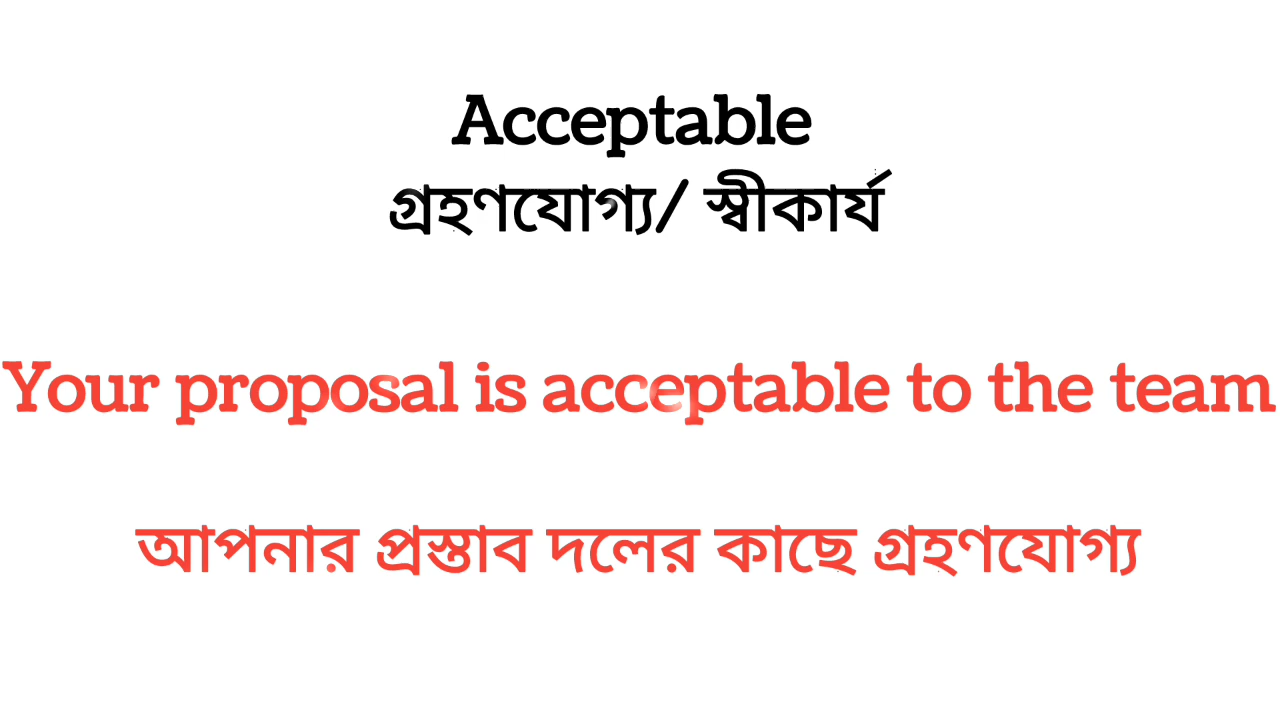 Acceptable
গ্রহণযোগ্য/ স্বীকার্য
Your proposal is acceptable to the team
আপনার প্রস্তাব দলের কাছে গ্রহণযোগ্য